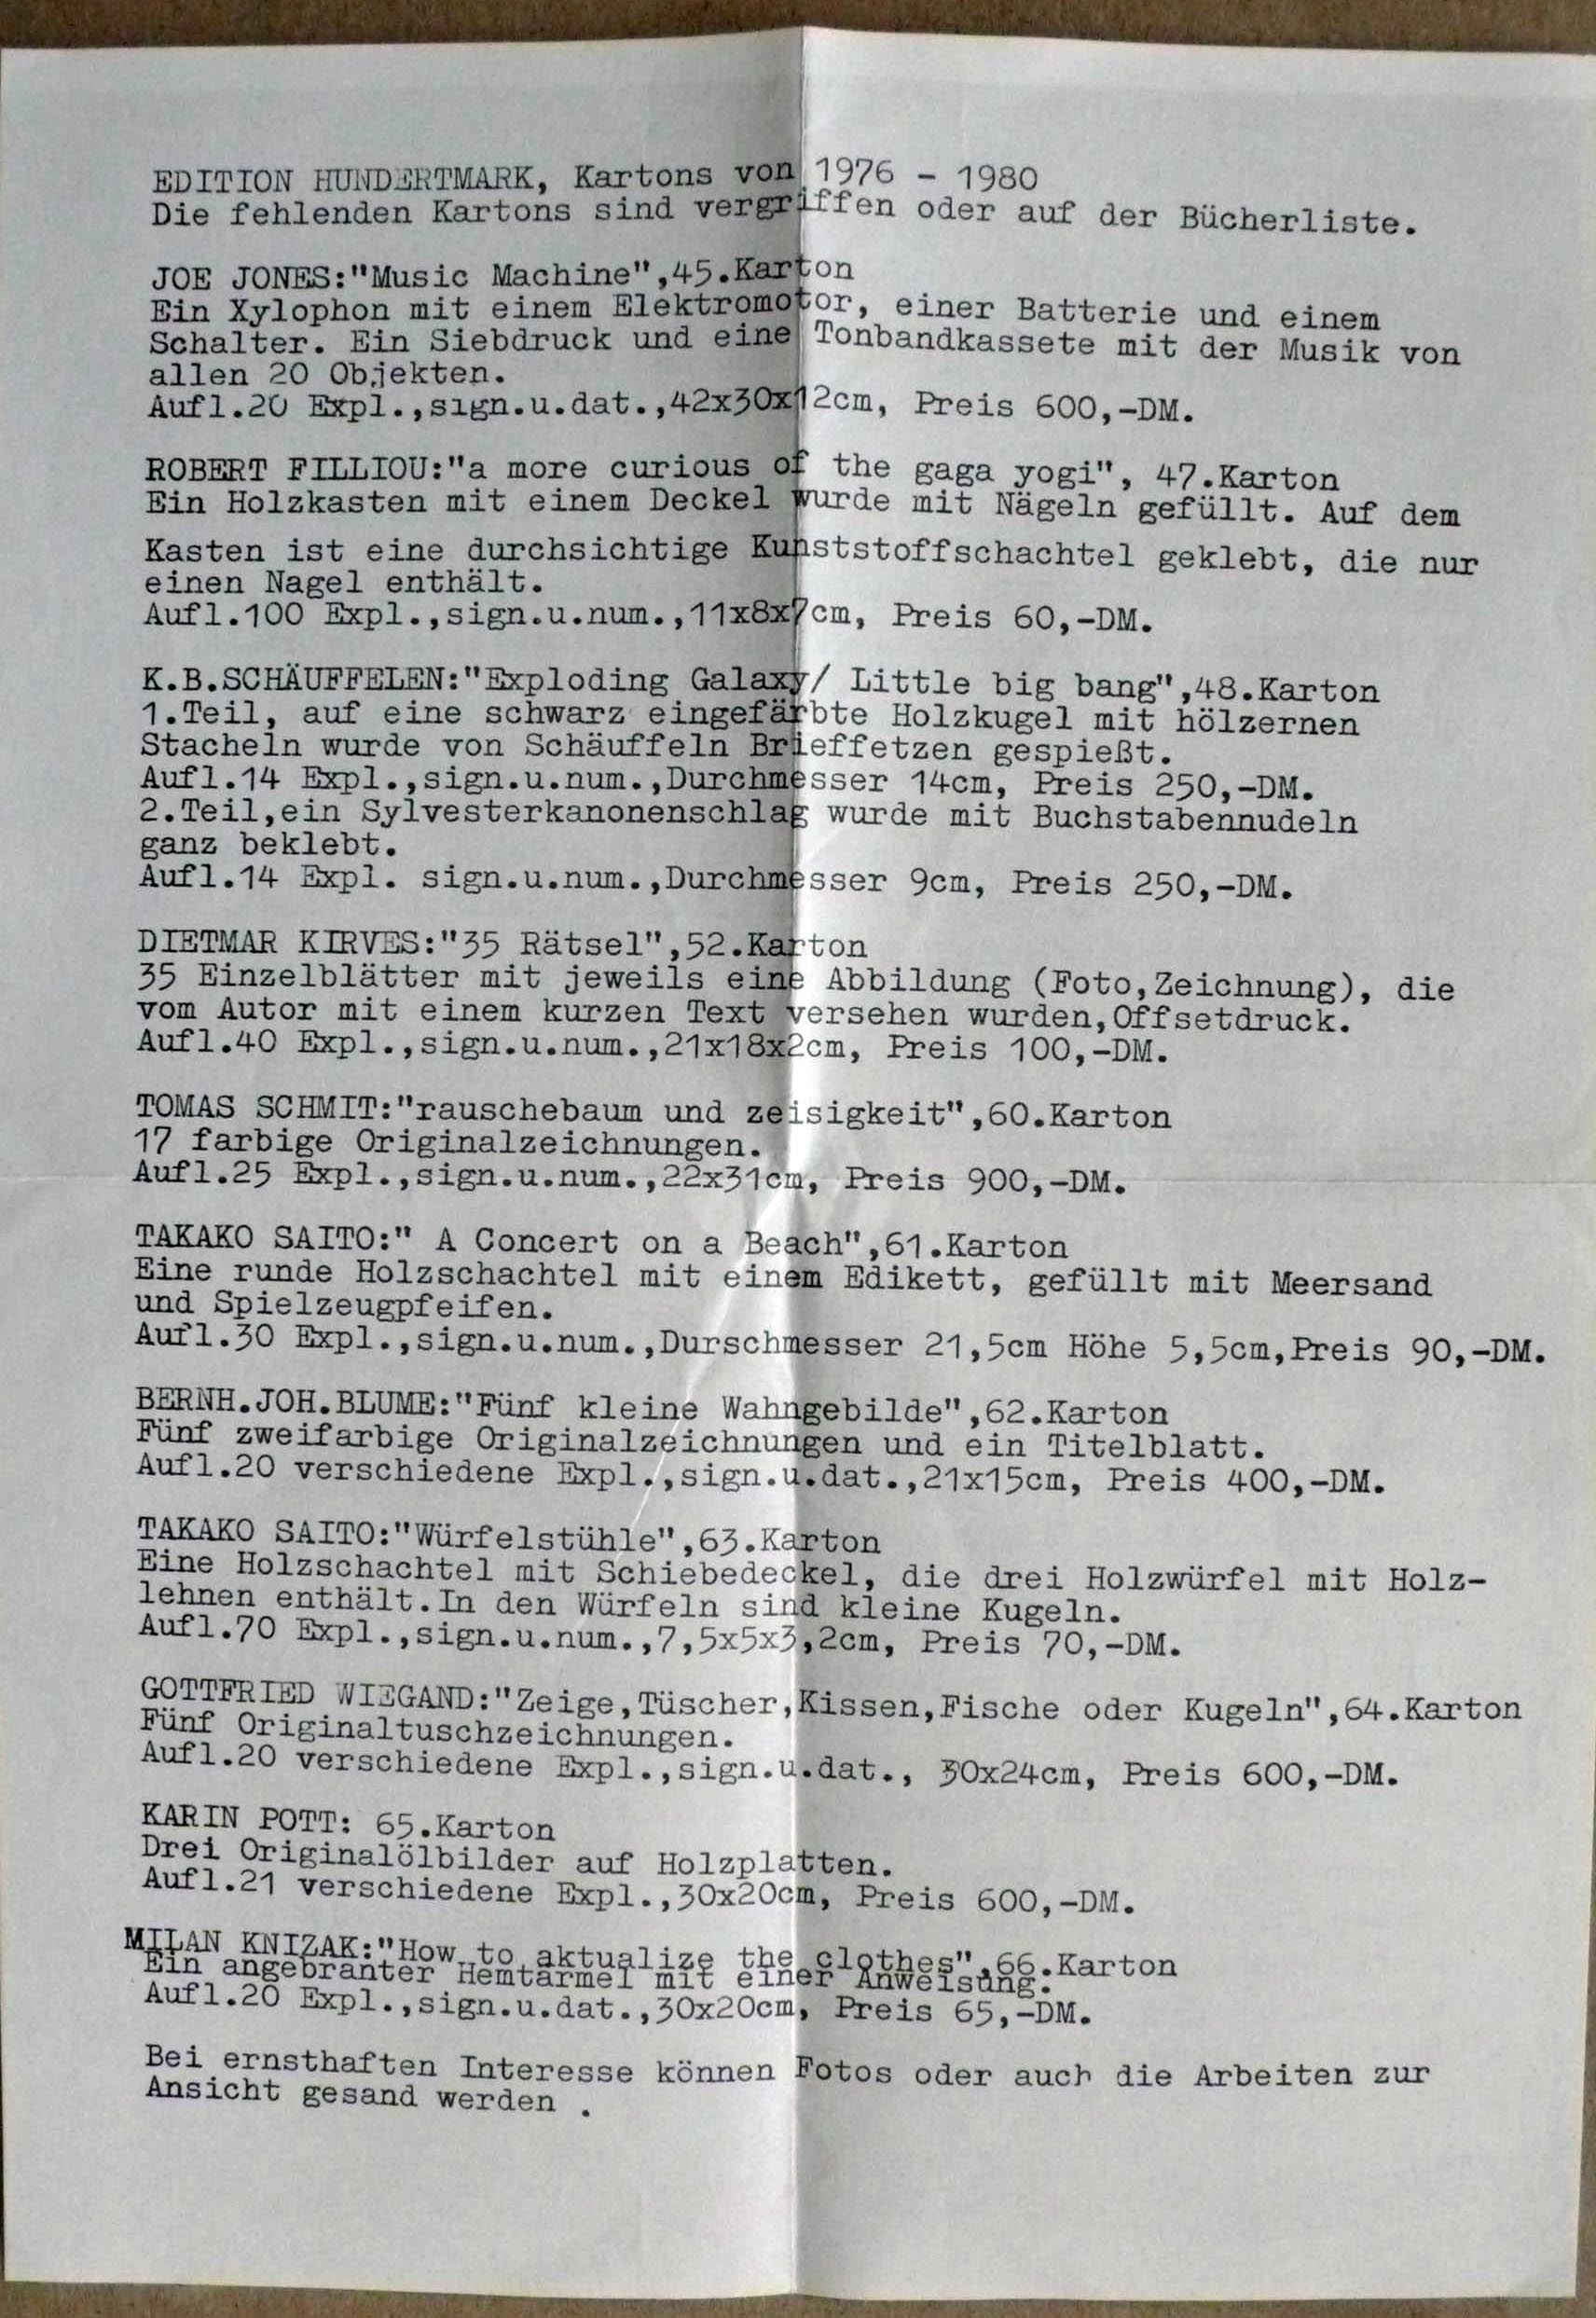 EDITION HUNDERTMARK, Kartons von 1976 - 1980
Die fehlenden Kartons sind vergriffen oder auf der Bücherliste.
JOE JONES:"Music Machine",45.Karton
Ein Xylophon mit einem Elektromotor, einer Batterie und einem
Schalter. Ein Siebdruck und eine Tonbandkassete mit der Musik von
allen 20 Objekten.
Aufl.20 Expl.,sign.u.dat.,42x30x12cm, Preis 600,-DM.
ROBERT FILLIOU:"a more curious of the gaga yogi", 47.Karton
Ein Holzkasten mit einem Deckel wurde mit Nägeln gefüllt. Auf dem
Kasten ist eine durchsichtige Kunststoffschachtel geklebt, die nur
einen Nagel enthält.
Aufl.100 Expl.,sign.u.num.,11x8x7cm, Preis 60,-DM.
K.B.SCHÄUFFELEN:"Exploding Galaxy/ Little big bang",48.Karton
1.Teil, auf eine schwarz eingefärbte Holzkugel mit hölzernen
Stacheln wurde von Schäuffeln Brieffetzen gespießt.
Aufl.14 Expl.,sign.u.num.,Durchmesser 14cm, Preis 250,-DM.
2.Teil,ein Sylvesterkanonenschlag wurde mit Buchstabennudeln
ganz beklebt.
Aufl.14 Expl. sign.u.num.,Durchmesser 9cm, Preis 250,-DM.
DIETMAR KIRVES:"35 Rätsel",52.Karton
35 Einzelblätter mit jeweils eine Abbildung (Foto,Zeichnung), die
vom Autor mit einem kurzen Text versehen wurden,Offsetdruck.
Aufl.40 Expl.,sign.u.num.,21x18x2cm, Preis 100,-DM.
TOMAS SCHMIT:"rauschebaum und zeisigkeit",60.Karton
17 farbige Originalzeichnungen.
Aufl.25 Expl.,sign.u.num.,22x31cm, Preis 900,-DM.
TAKAKO SAITO:" A Concert on a Beach",61.Karton
Eine runde Holzschachtel mit einem Edikett, gefüllt mit Meersand
und Spielzeugpfeifen.
Aufl.30 Expl.,sign.u.num.,Durschmesser 21,5cm Höhe 5,5cm,Preis 90,-DM.
BERNH.JOH.BLUME:"Fünf kleine Wahngebilde",62.Karton
Fünf zweifarbige Originalzeichnungen und ein Titelblatt.
Aufl.20 verschiedene Expl.,sign.u.dat.,21x15cm, Preis 400,-DM.
TAKAKO SAITO:"Würfelstühle",63.Karton
Eine Holzschachtel mit Schiebedeckel, die drei Holzwürfel mit Holz-
lehnen enthält.In den Würfeln sind kleine Kugeln.
Aufl.70 Expl.,sign.u.num.,7,5x5x3,2cm, Preis 70,-DM.
GOTTFRIED WIEGAND:"Zeige,Tüscher,Kissen,Fische oder Kugeln",64.Karton
Fünf Originaltuschzeichnungen.
Aufl.20 verschiedene Expl.,sign.u.dat., 30x24cm, Preis 600,-DM.
KARIN POTT: 65.Karton
Drei Originalölbilder auf Holzplatten.
Aufl.21 verschiedene Expl.,30x20cm, Preis 600,-DM.
MILAN KNIZAK:"How to aktualize the clothes",66.Karton
Ein angebranter Hemtärmel mit einer Anweisung.
Aufl.20 Expl.,sign.u.dat.,30x20cm, Preis 65,-DM.
Bei ernsthaften Interesse können Fotos oder auch die Arbeiten zur
Ansicht gesand werden .